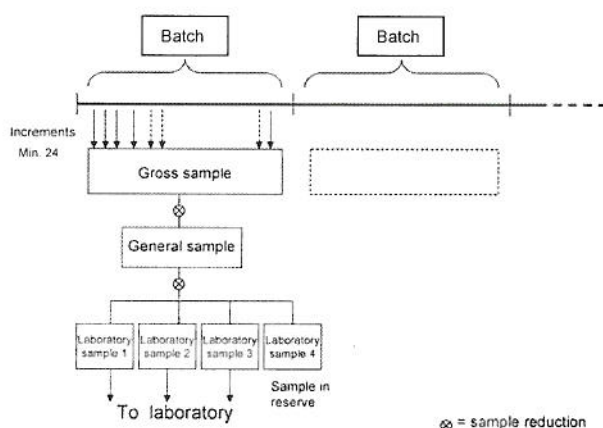 Batch
Batch
Increments
Min. 24
Gross sample
General sample
Laboratory
sample 1
Laboratory
sample 2
Laboratory
sample 3
Laboratory
sample 4
Sample in
reserve
To laboratory
⊗ = sample reduction